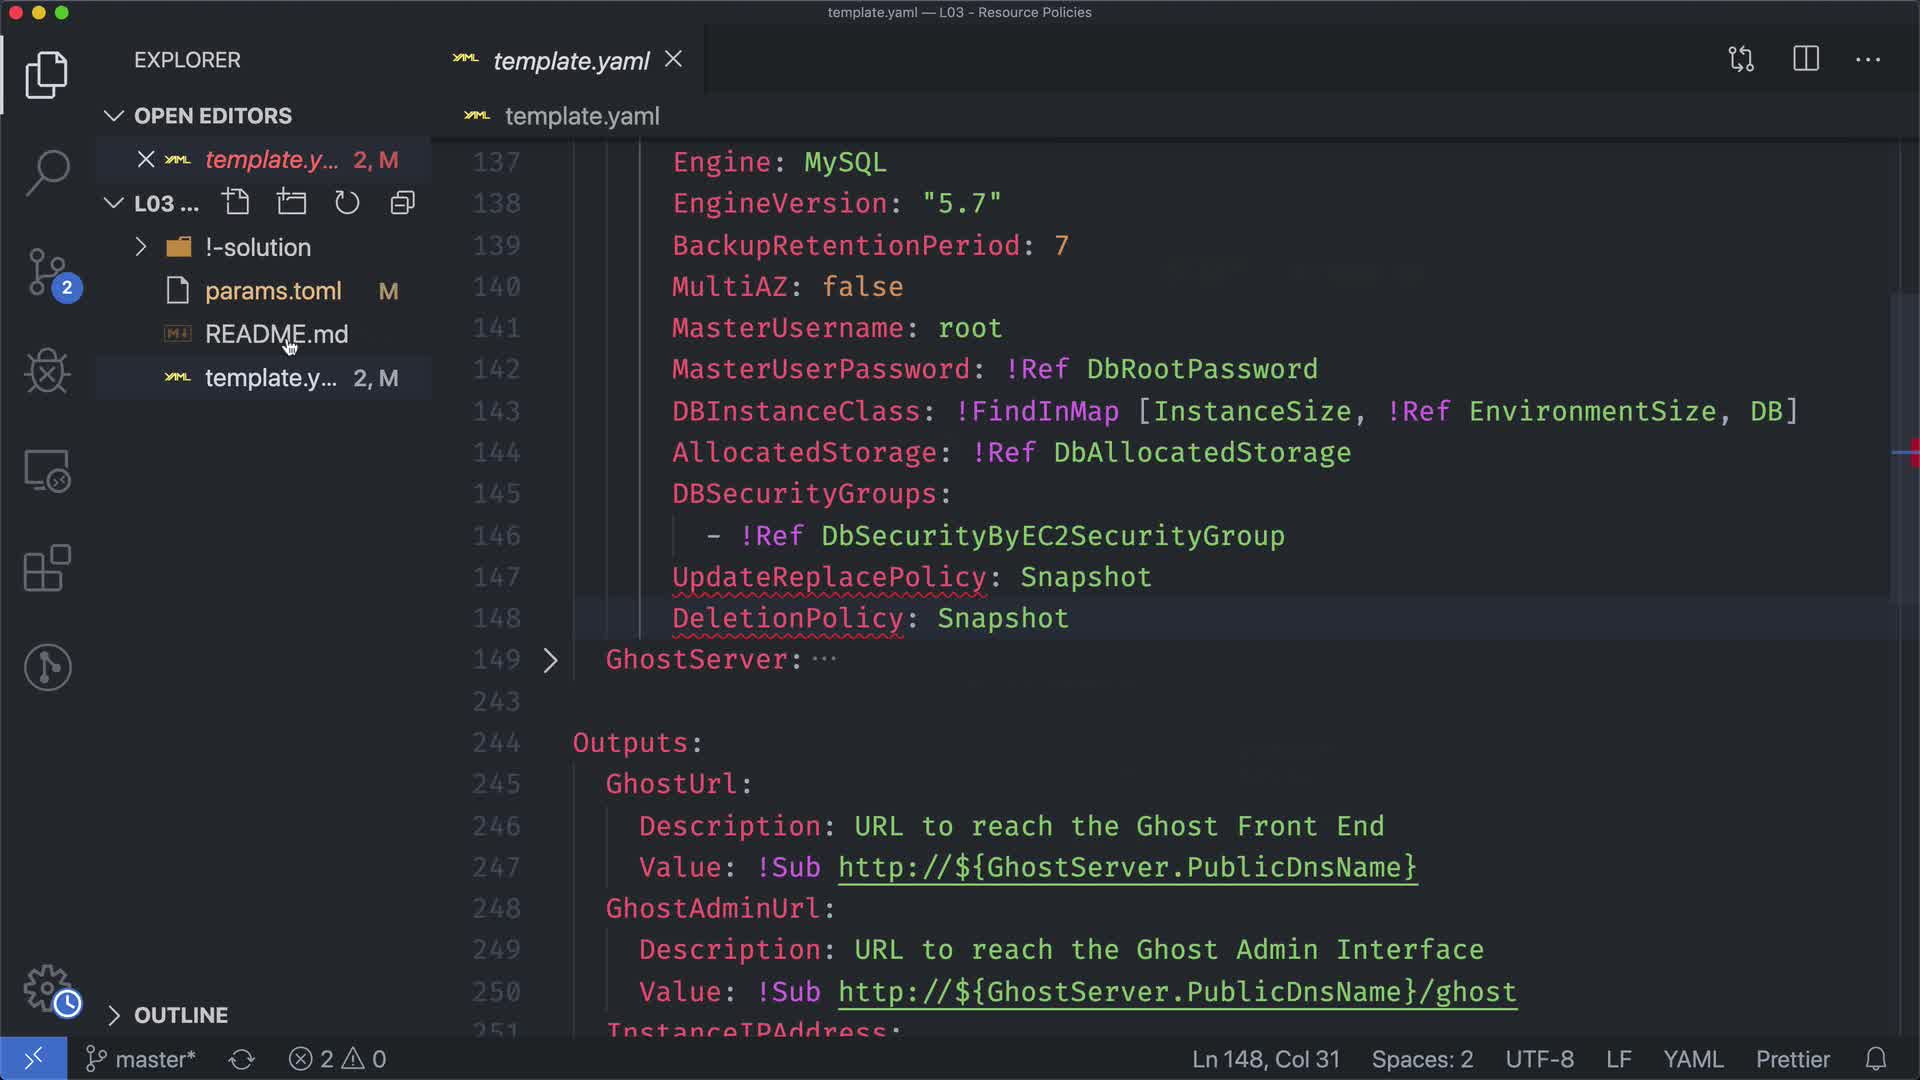 template.yaml — L03 - Resource Policies
EXPLORER
OPEN EDITORS
template.y... 2, M
L03 ...
!-solution
params.toml M
README.md
template.y... 2, M
OUTLINE
template.yaml
template.yaml
137 Engine: MySQL
138 EngineVersion: "5.7"
139 BackupRetentionPeriod: 7
140 MultiAZ: false
141 MasterUsername: root
142 MasterUserPassword: !Ref DbRootPassword
143 DBInstanceClass: !FindInMap [InstanceSize, !Ref EnvironmentSize, DB]
144 AllocatedStorage: !Ref DbAllocatedStorage
145 DBSecurityGroups:
146 - !Ref DbSecurityByEC2SecurityGroup
147 UpdateReplacePolicy: Snapshot
148 DeletionPolicy: Snapshot
149 GhostServer: ...
243
244 Outputs:
245 GhostUrl:
246 Description: URL to reach the Ghost Front End
247 Value: !Sub http://${GhostServer.PublicDnsName}
248 GhostAdminUrl:
249 Description: URL to reach the Ghost Admin Interface
250 Value: !Sub http://${GhostServer.PublicDnsName}/ghost
251 InstanceIPAddress:
2
master* 2 0
Ln 148, Col 31 Spaces: 2 UTF-8 LF YAML Prettier